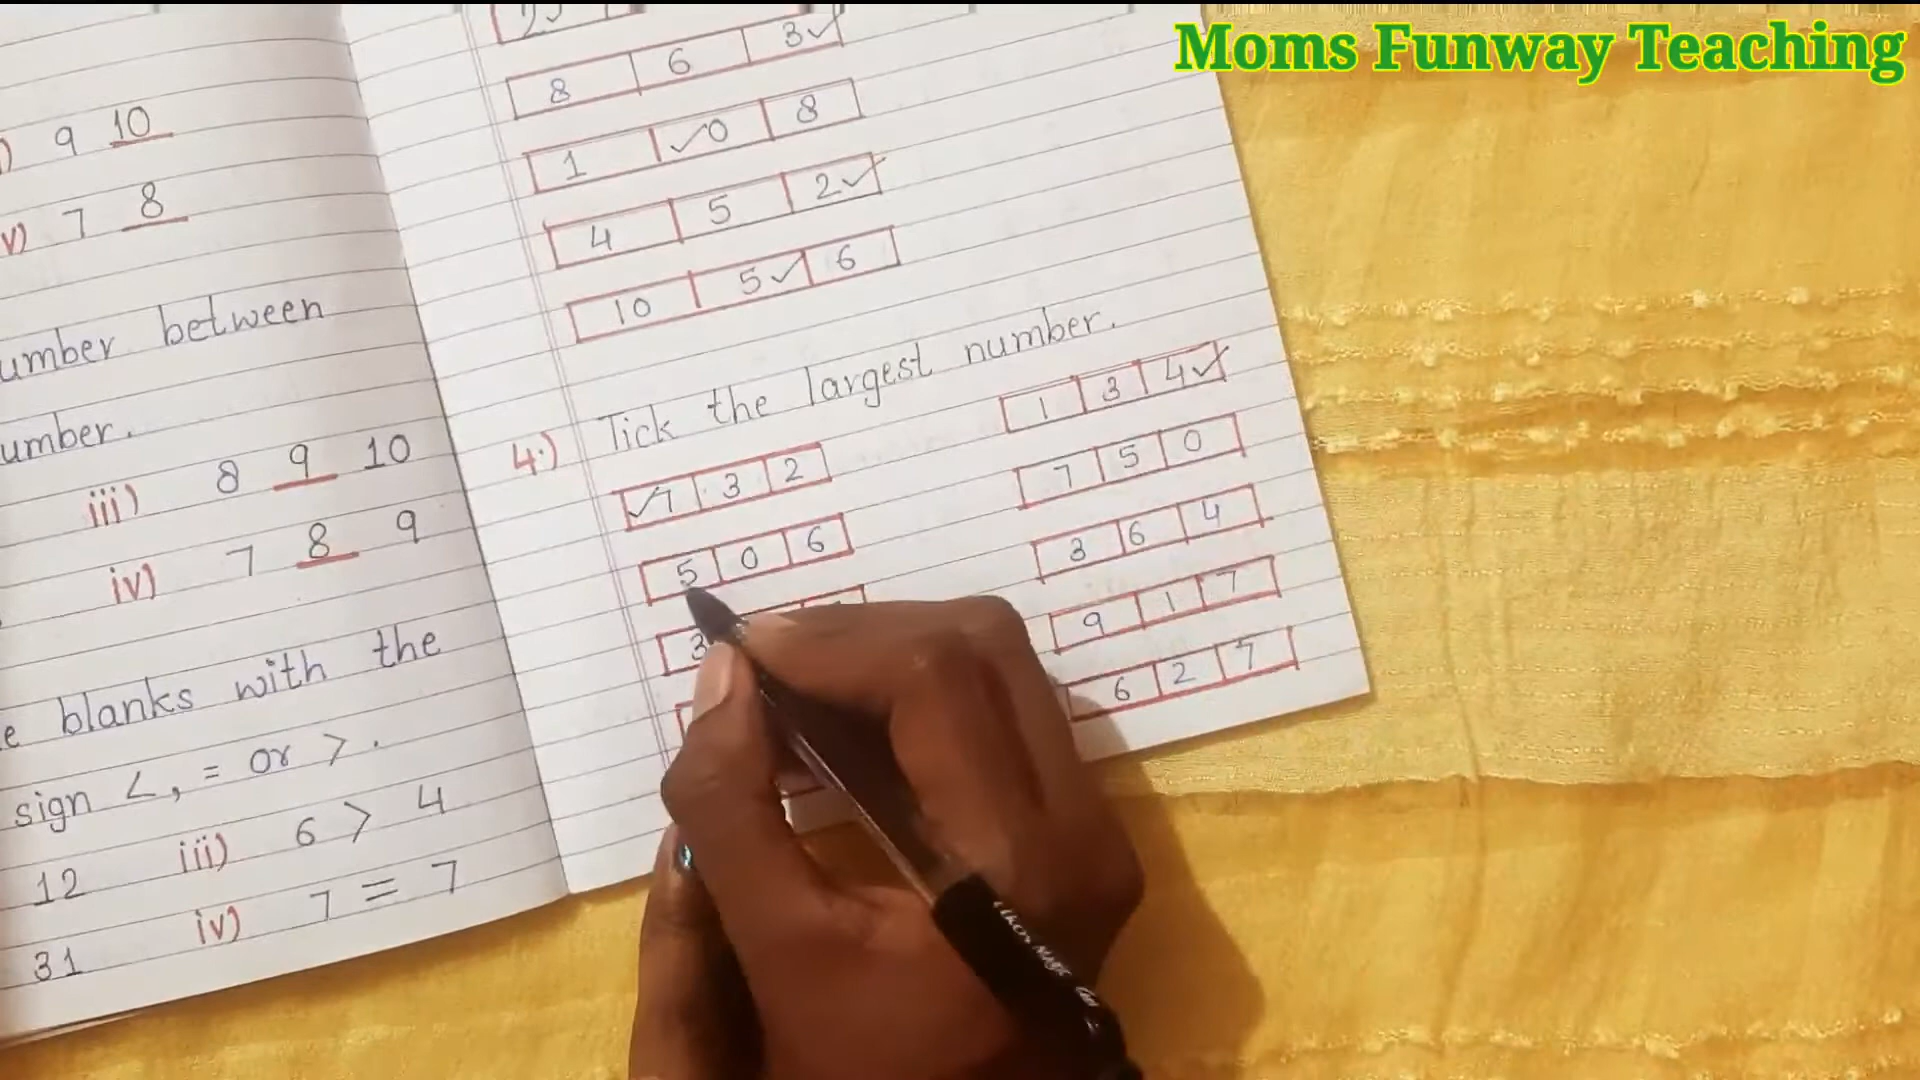 Moms Funway Teaching
9 10
v) 7 8
umber between
umber.
iii) 8 9 10
iv) 7 8 9
e blanks with the
sign <, = or >.
12 iii) 6 > 4
31 iv) 7 = 7
8 6 3✓
1 ✓0 8
4 5 2✓
10 5✓ 6
4.) Tick the largest number.
✓7 3 2
1 3 4✓
5 0 6
7 5 0
3
3 6 4
9 1 7
6 2 7